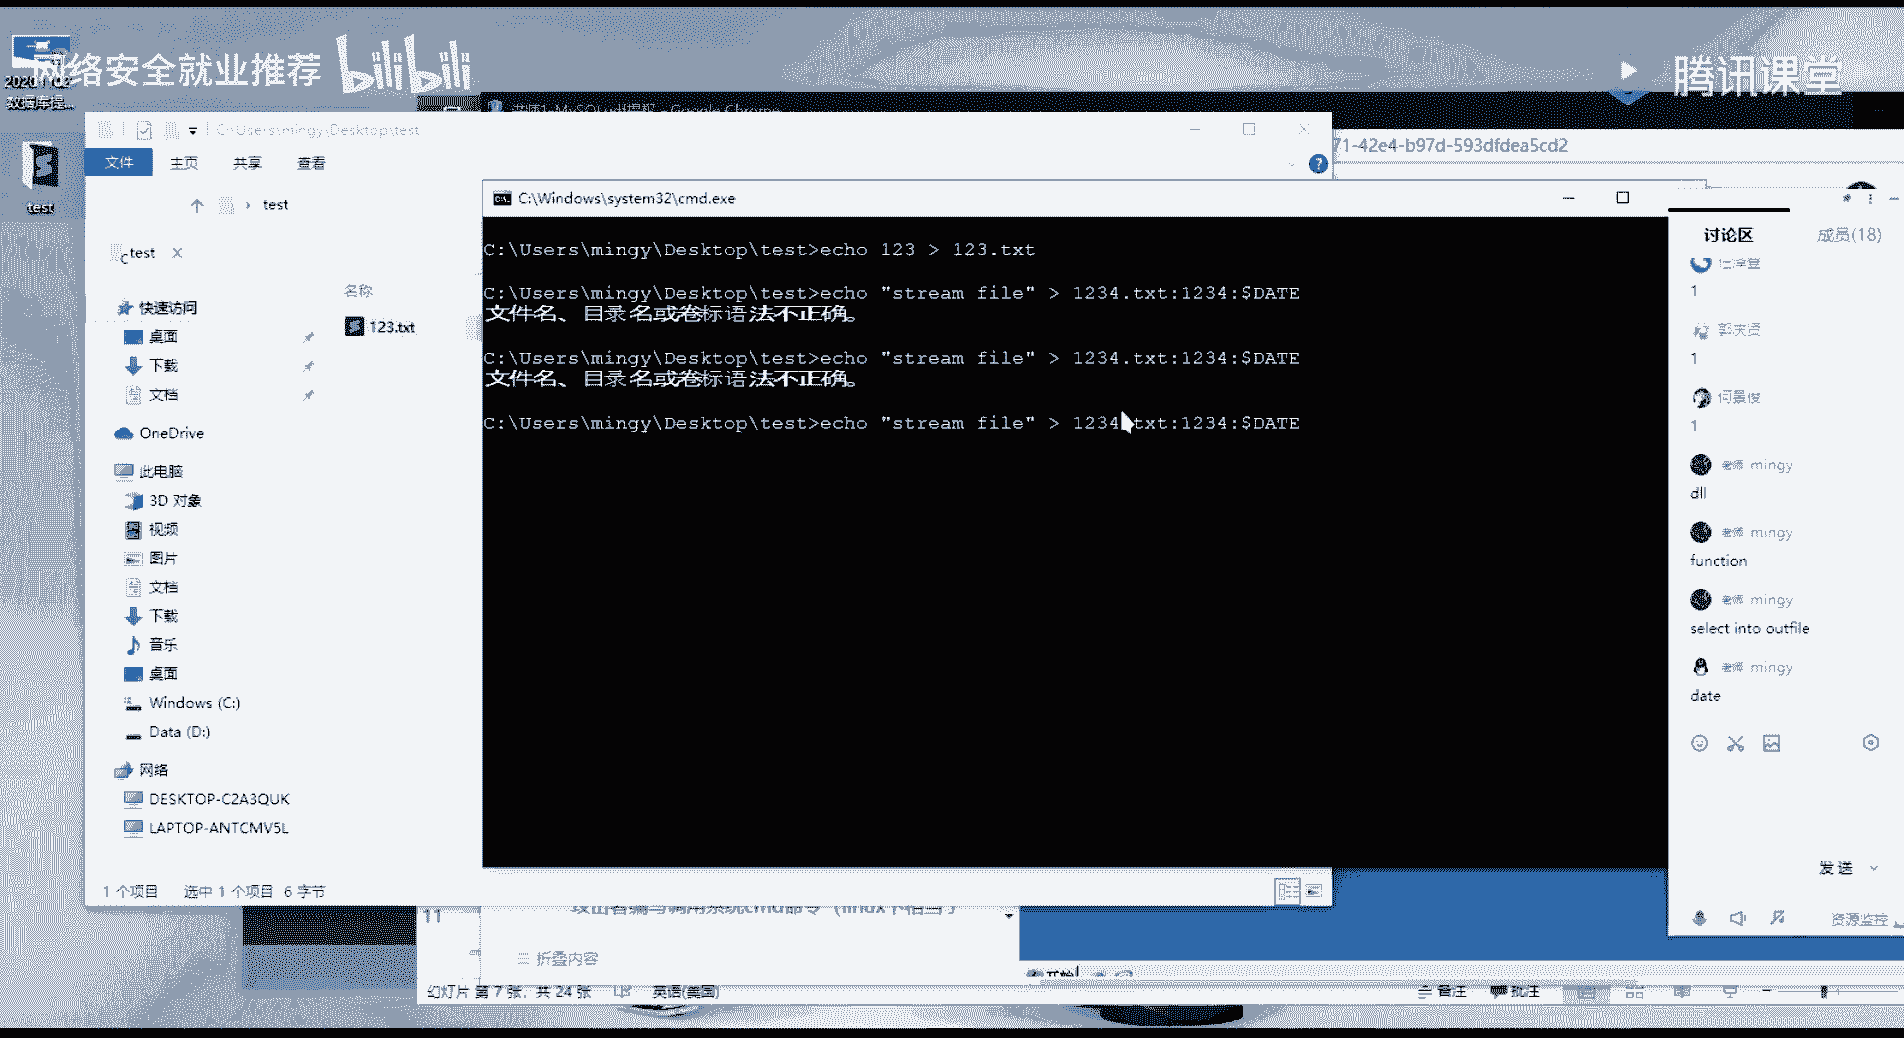 网络安全就业推荐 bilibili
腾讯课堂
test
C:\Users\mingy\Desktop\test
文件 主页 共享 查看
71-42e4-b97d-593dfdea5cd2
test
test
快速访问
桌面
下载
文档
OneDrive
此电脑
3D 对象
视频
图片
文档
下载
音乐
桌面
Windows (C:)
Data (D:)
网络
DESKTOP-C2A3QUK
LAPTOP-ANTCMV5L
名称
123.txt
1 个项目 选中 1 个项目 6 字节
C:\Windows\system32\cmd.exe
C:\Users\mingy\Desktop\test>echo 123 > 123.txt
C:\Users\mingy\Desktop\test>echo "stream file" > 1234.txt:1234:$DATE
文件名、目录名或卷标语法不正确。
C:\Users\mingy\Desktop\test>echo "stream file" > 1234.txt:1234:$DATE
文件名、目录名或卷标语法不正确。
C:\Users\mingy\Desktop\test>echo "stream file" > 1234.txt:1234:$DATE
讨论区 成员(18)
1
1
何景俊
1
老师 mingy
dll
老师 mingy
function
老师 mingy
select into outfile
老师 mingy
date
发送
资源监控
11
折叠内容
幻灯片 第 7 张，共 24 张 英语(美国)
备注 批注